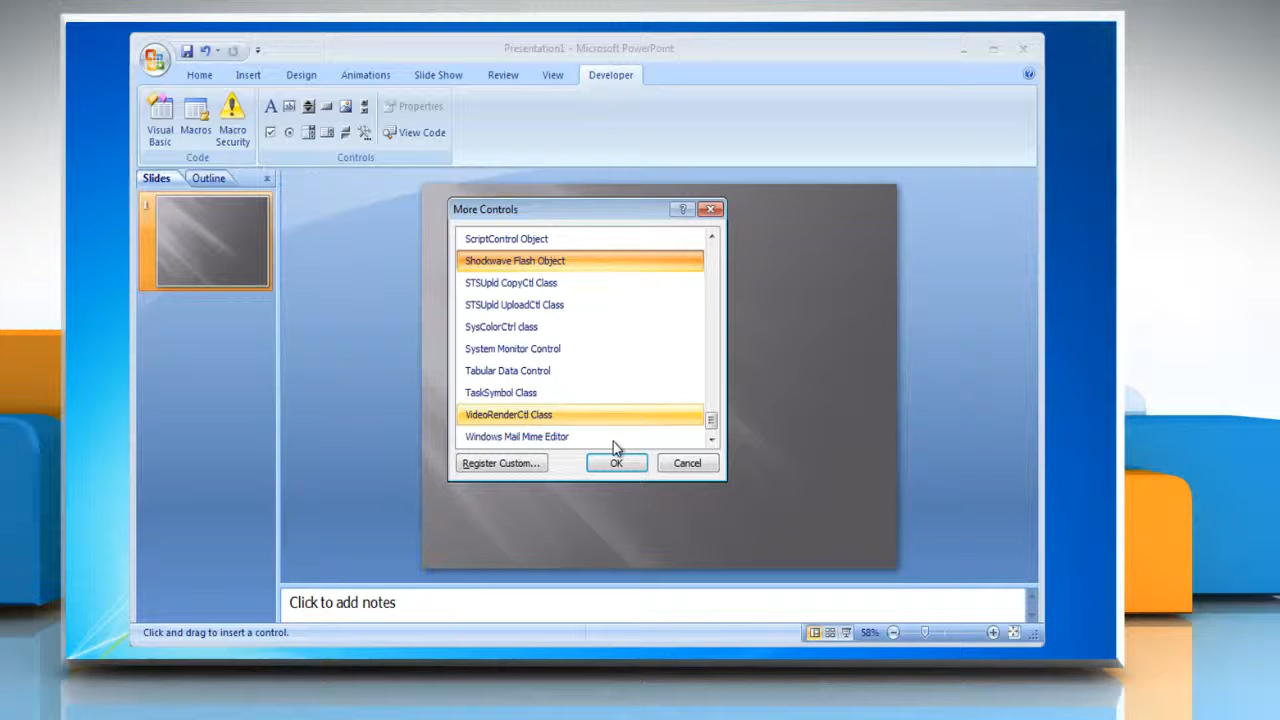 Presentation1 - Microsoft PowerPoint
Home Insert Design Animations Slide Show Review View Developer
Visual Basic
Macros
Macro Security
Code
A
Properties
View Code
Controls
Slides Outline
1
More Controls
ScriptControl Object
Shockwave Flash Object
STSUpld CopyCtl Class
STSUpld UploadCtl Class
SysColorCtrl class
System Monitor Control
Tabular Data Control
TaskSymbol Class
VideoRenderCtl Class
Windows Mail Mime Editor
Register Custom... OK Cancel
Click to add notes
Click and drag to insert a control.
58%